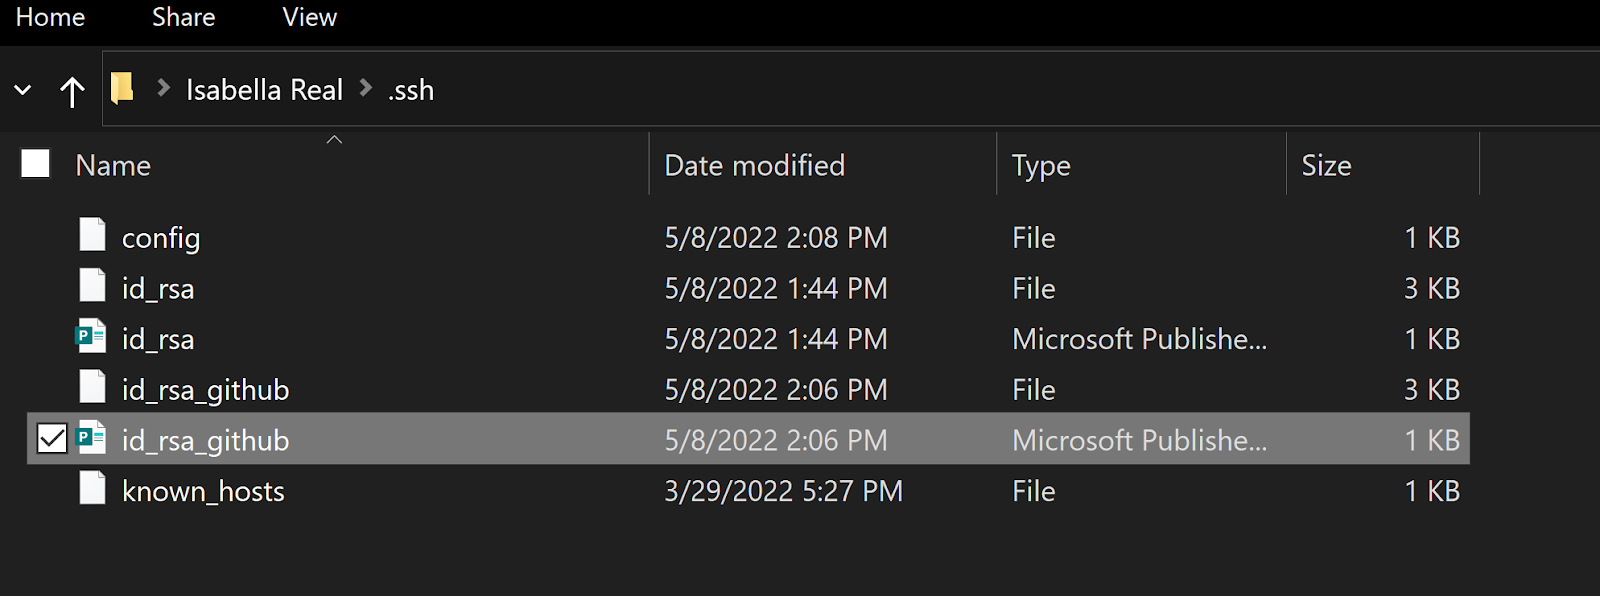 Home Share View
Isabella Real .ssh
Name Date modified Type Size
config 5/8/2022 2:08 PM File 1 KB
id_rsa 5/8/2022 1:44 PM File 3 KB
id_rsa 5/8/2022 1:44 PM Microsoft Publishe... 1 KB
id_rsa_github 5/8/2022 2:06 PM File 3 KB
id_rsa_github 5/8/2022 2:06 PM Microsoft Publishe... 1 KB
known_hosts 3/29/2022 5:27 PM File 1 KB